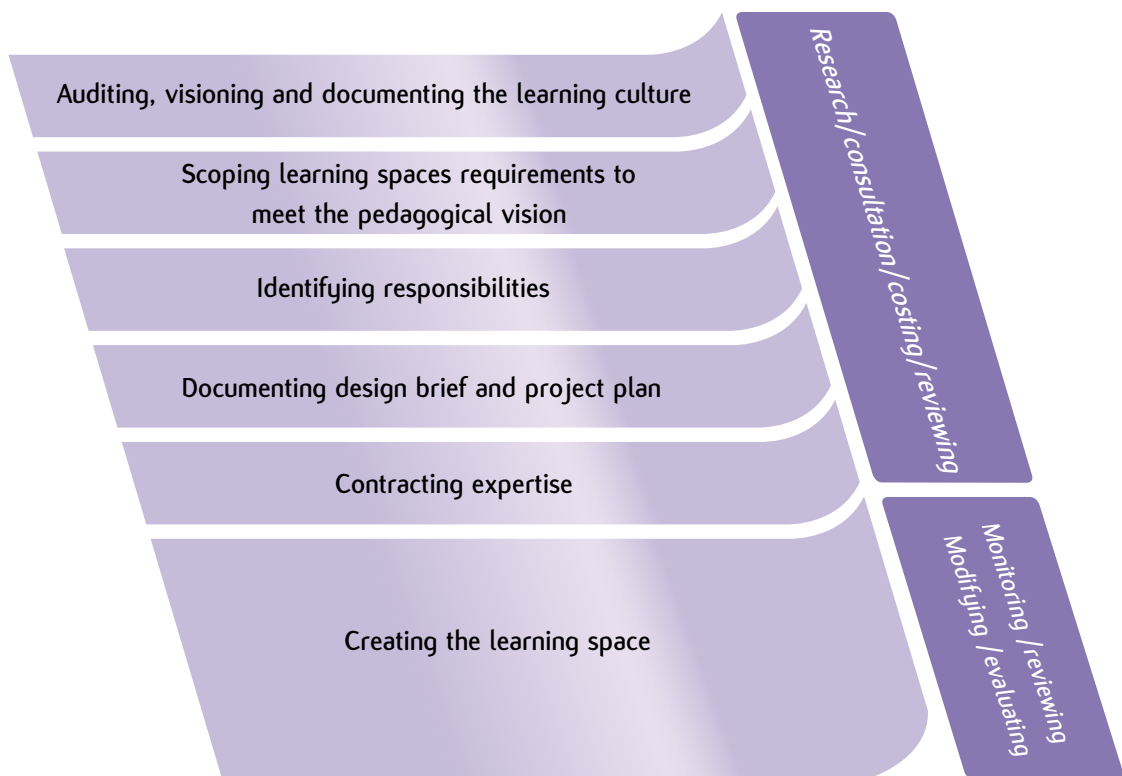 Auditing, visioning and documenting the learning culture
Scoping learning spaces requirements to
meet the pedagogical vision
Identifying responsibilities
Documenting design brief and project plan
Contracting expertise
Creating the learning space
Research/consultation/costing/reviewing
Monitoring /reviewing
Modifying /evaluating